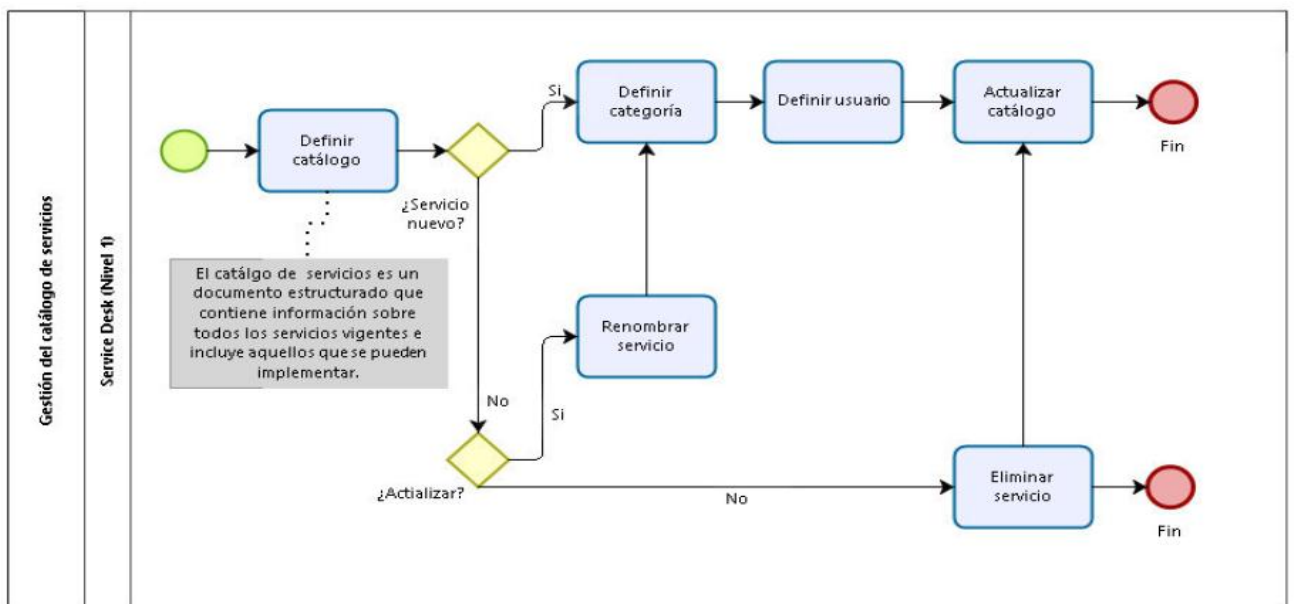 Gestión del catálogo de servicios
Service Desk (Nivel 1)
Definir
catálogo
¿Servicio
nuevo?
Si
Definir
categoría
Definir usuario
Actualizar
catálogo
Fin
El catálgo de servicios es un
documento estructurado que
contiene información sobre
todos los servicios vigentes e
incluye aquellos que se pueden
implementar.
Renombrar
servicio
No
Si
¿Actializar?
No
Eliminar
servicio
Fin